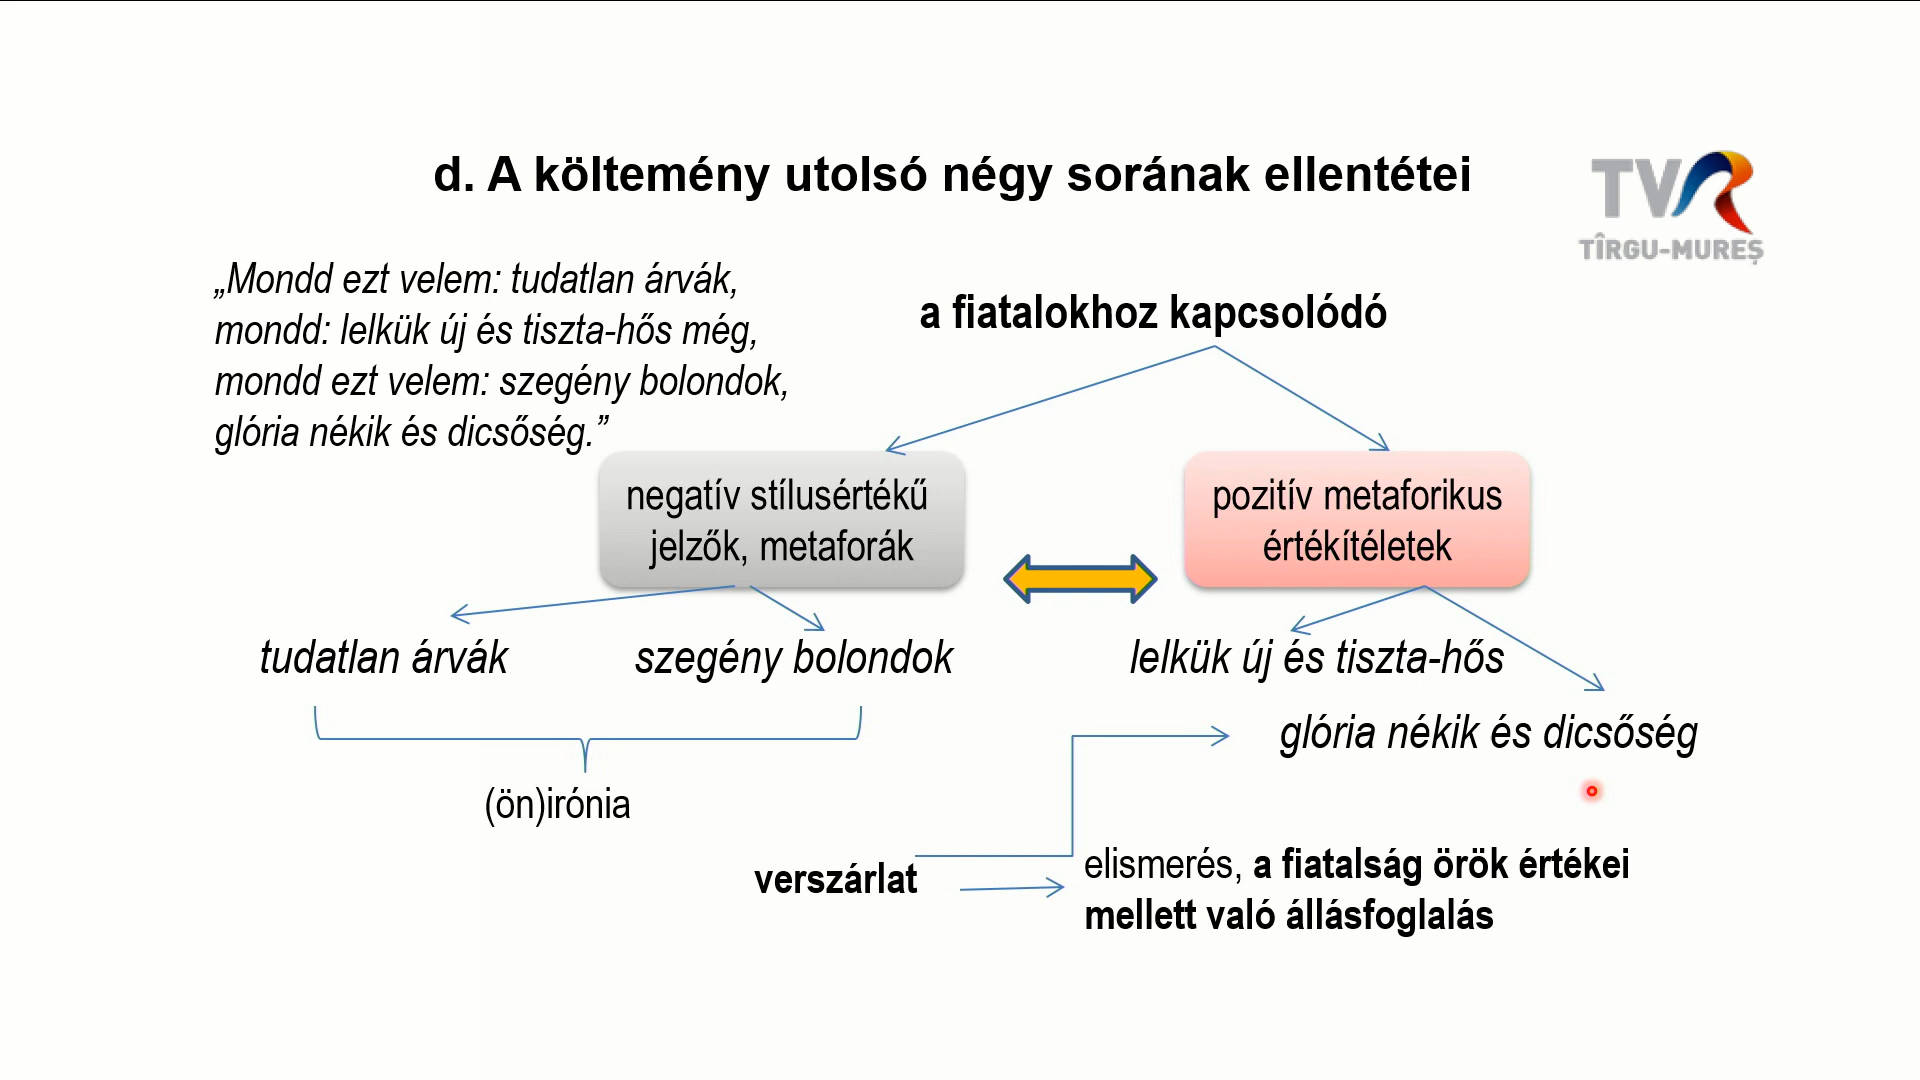 d. A költemény utolsó négy sorának ellentétei
TVR
TÎRGU-MUREȘ
„Mondd ezt velem: tudatlan árvák,
mondd: lelkük új és tiszta-hős még,
mondd ezt velem: szegény bolondok,
glória nékik és dicsőség.”
a fiatalokhoz kapcsolódó
negatív stílusértékű
jelzők, metaforák
pozitív metaforikus
értékítéletek
tudatlan árvák
szegény bolondok
lelkük új és tiszta-hős
glória nékik és dicsőség
(ön)irónia
verszárlat
elismerés, a fiatalság örök értékei
mellett való állásfoglalás